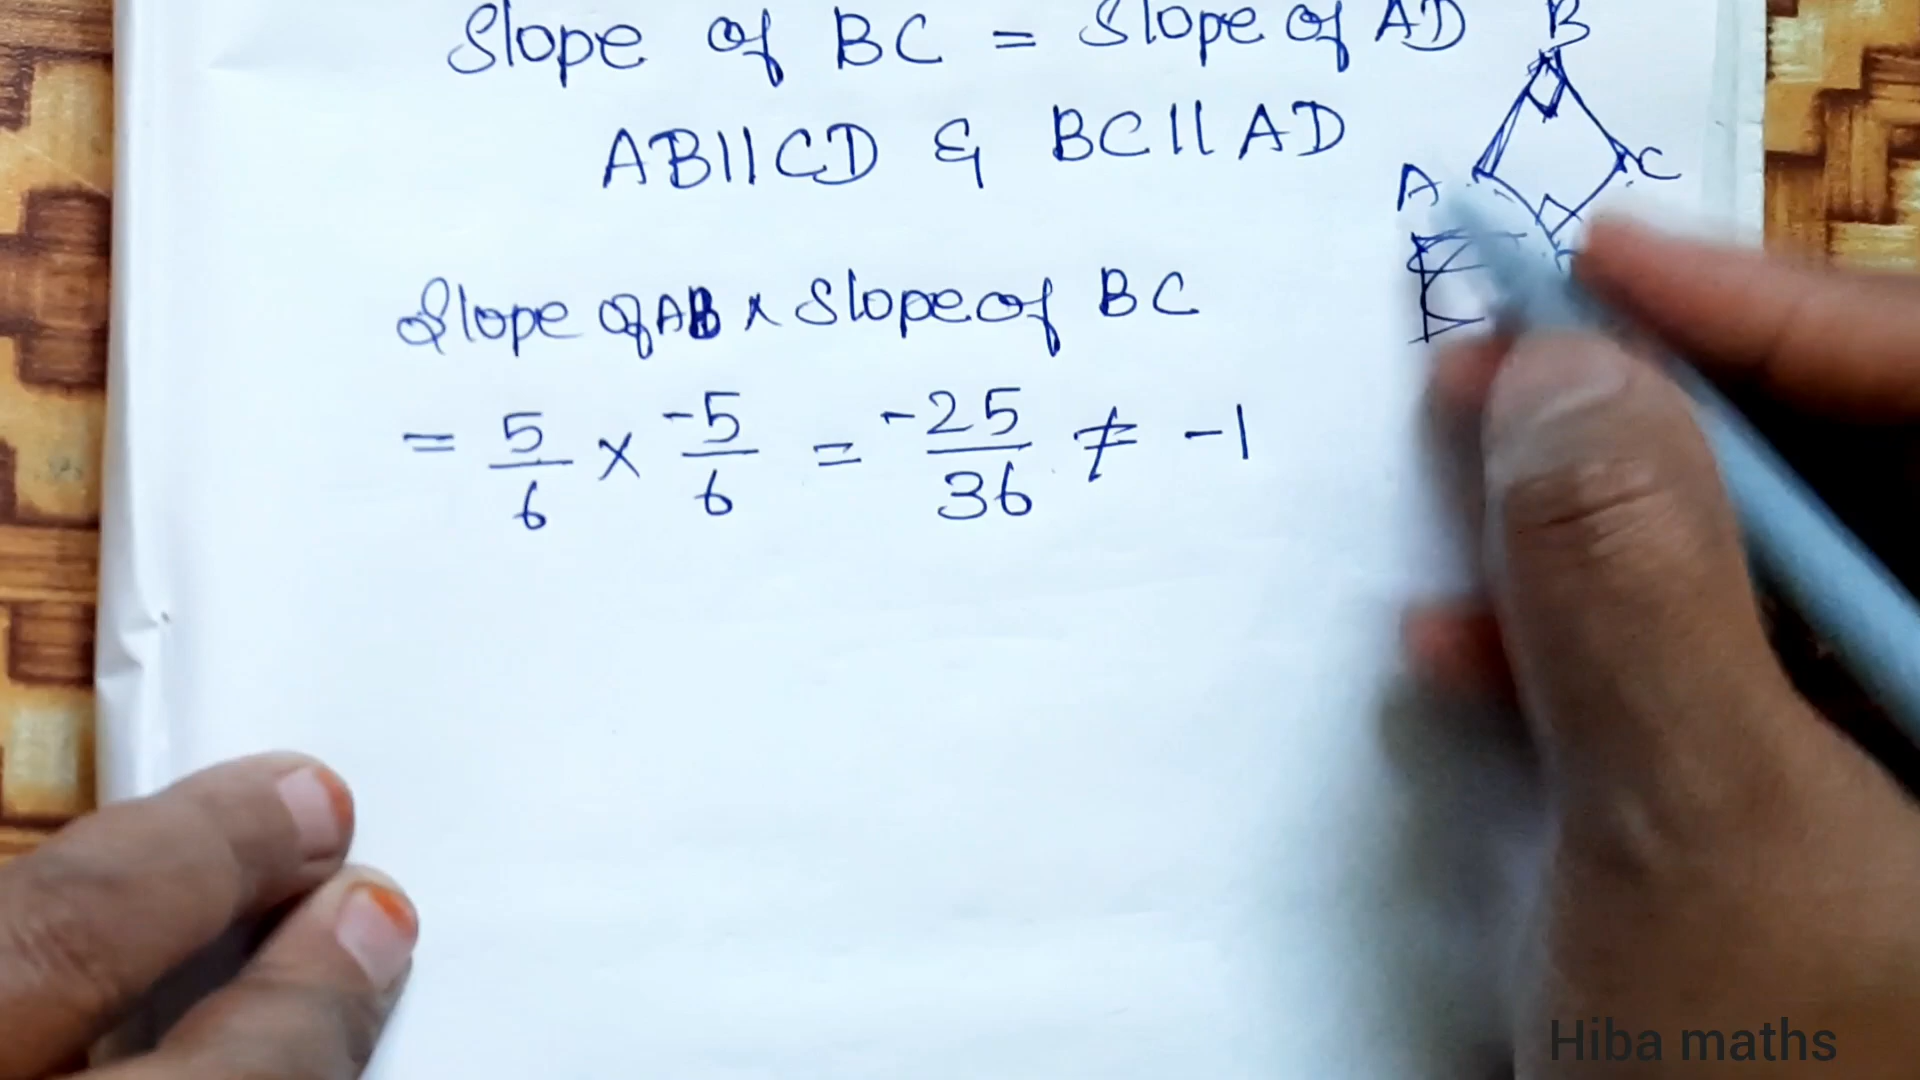 Slope of BC = Slope of AD
AB||CD & BC||AD
Slope of AB × Slope of BC
= 5/6 × -5/6 = -25/36 ≠ -1
B
A
C
Hiba maths